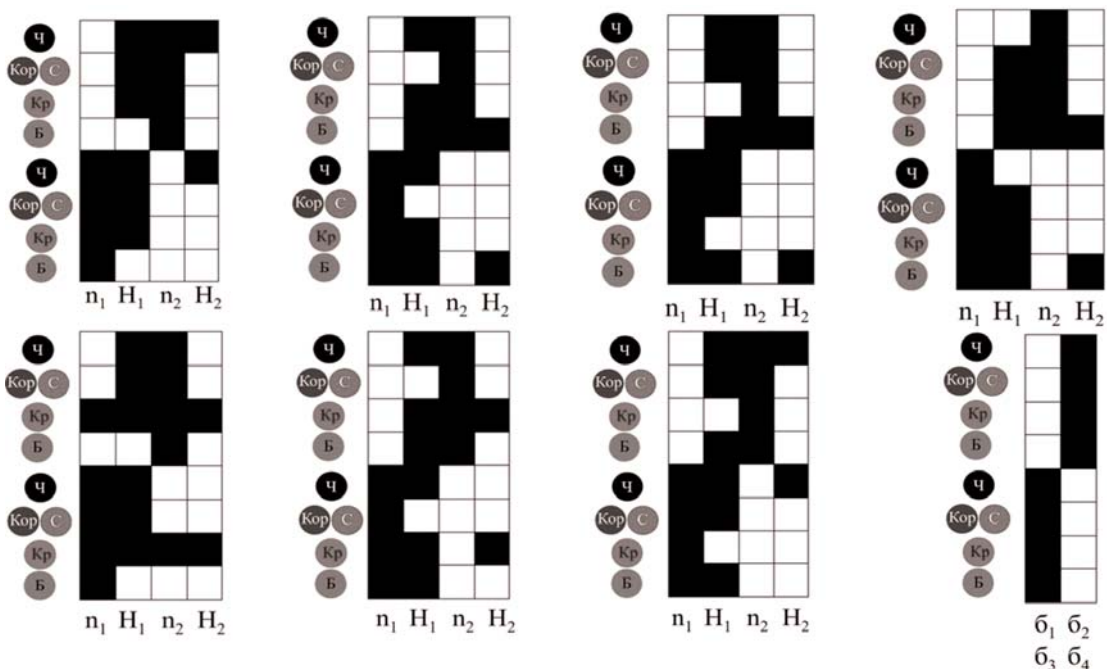 Ч
Кор С
Кр
Б
Ч
Кор С
Кр
Б
n₁ H₁ n₂ H₂
Ч
Кор С
Кр
Б
Ч
Кор С
Кр
Б
n₁ H₁ n₂ H₂
Ч
Кор С
Кр
Б
Ч
Кор С
Кр
Б
n₁ H₁ n₂ H₂
Ч
Кор С
Кр
Б
Ч
Кор С
Кр
Б
n₁ H₁ n₂ H₂
Ч
Кор С
Кр
Б
Ч
Кор С
Кр
Б
n₁ H₁ n₂ H₂
Ч
Кор С
Кр
Б
Ч
Кор С
Кр
Б
n₁ H₁ n₂ H₂
Ч
Кор С
Кр
Б
Ч
Кор С
Кр
Б
n₁ H₁ n₂ H₂
Ч
Кор С
Кр
Б
Ч
Кор С
Кр
Б
б₁ б₂
б₃ б₄